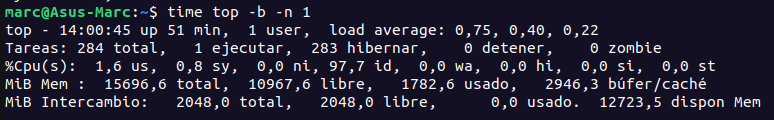 marc@Asus-Marc:~$ time top -b -n 1
top - 14:00:45 up 51 min,  1 user,  load average: 0,75, 0,40, 0,22
Tareas: 284 total,   1 ejecutar,  283 hibernar,    0 detener,    0 zombie
%Cpu(s):  1,6 us,  0,8 sy,  0,0 ni, 97,7 id,  0,0 wa,  0,0 hi,  0,0 si,  0,0 st
MiB Mem :  15696,6 total,  10967,6 libre,   1782,6 usado,   2946,3 búfer/caché
MiB Intercambio:   2048,0 total,   2048,0 libre,      0,0 usado.  12723,5 dispon Mem